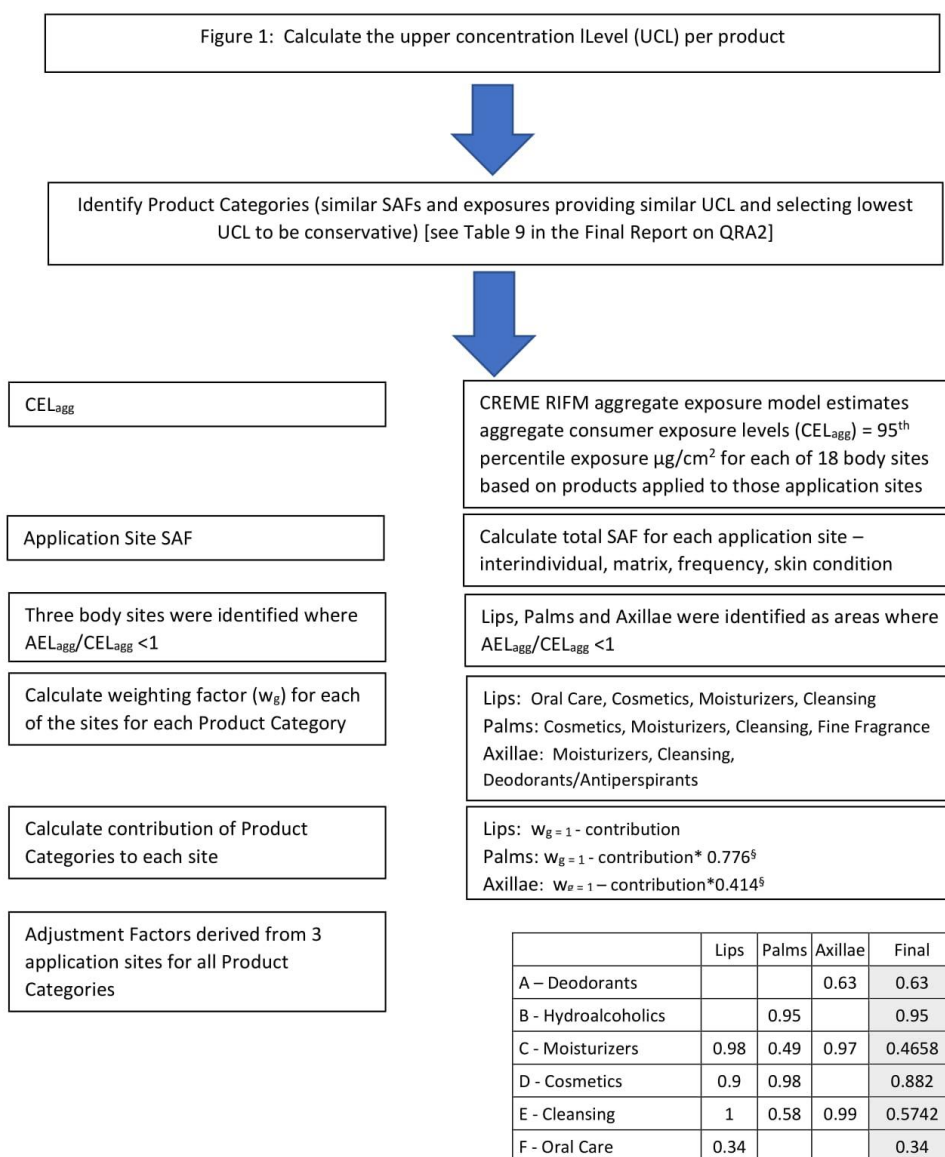 Figure 1: Calculate the upper concentration lLevel (UCL) per product
Identify Product Categories (similar SAFs and exposures providing similar UCL and selecting lowest
UCL to be conservative) [see Table 9 in the Final Report on QRA2]
CELagg
CREME RIFM aggregate exposure model estimates
aggregate consumer exposure levels (CELagg) = 95th
percentile exposure µg/cm² for each of 18 body sites
based on products applied to those application sites
Application Site SAF
Calculate total SAF for each application site –
interindividual, matrix, frequency, skin condition
Three body sites were identified where
AELagg/CELagg <1
Lips, Palms and Axillae were identified as areas where
AELagg/CELagg <1
Calculate weighting factor (wg) for each
of the sites for each Product Category
Lips: Oral Care, Cosmetics, Moisturizers, Cleansing
Palms: Cosmetics, Moisturizers, Cleansing, Fine Fragrance
Axillae: Moisturizers, Cleansing,
Deodorants/Antiperspirants
Calculate contribution of Product
Categories to each site
Lips: wg = 1 - contribution
Palms: wg = 1 - contribution* 0.776§
Axillae: wg = 1 – contribution*0.414§
Adjustment Factors derived from 3
application sites for all Product
Categories
Lips Palms Axillae Final
A – Deodorants 0.63 0.63
B - Hydroalcoholics 0.95 0.95
C - Moisturizers 0.98 0.49 0.97 0.4658
D - Cosmetics 0.9 0.98 0.882
E - Cleansing 1 0.58 0.99 0.5742
F - Oral Care 0.34 0.34